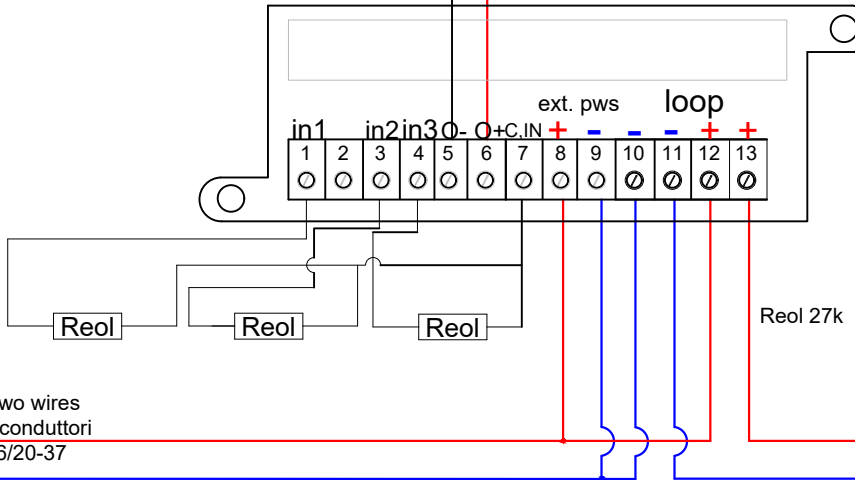 ext. pws loop
in1 in2 in3 O- O+ C,IN + - - - + +
1 2 3 4 5 6 7 8 9 10 11 12 13
Reol Reol Reol
Reol 27k
wo wires
conduttori
6/20-37